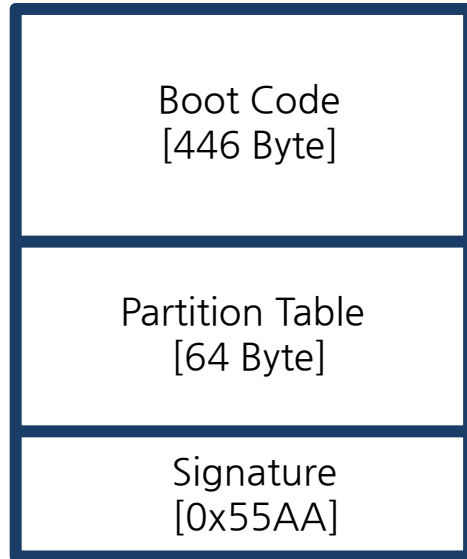 Boot Code
[446 Byte]
Partition Table
[64 Byte]
Signature
[0x55AA]